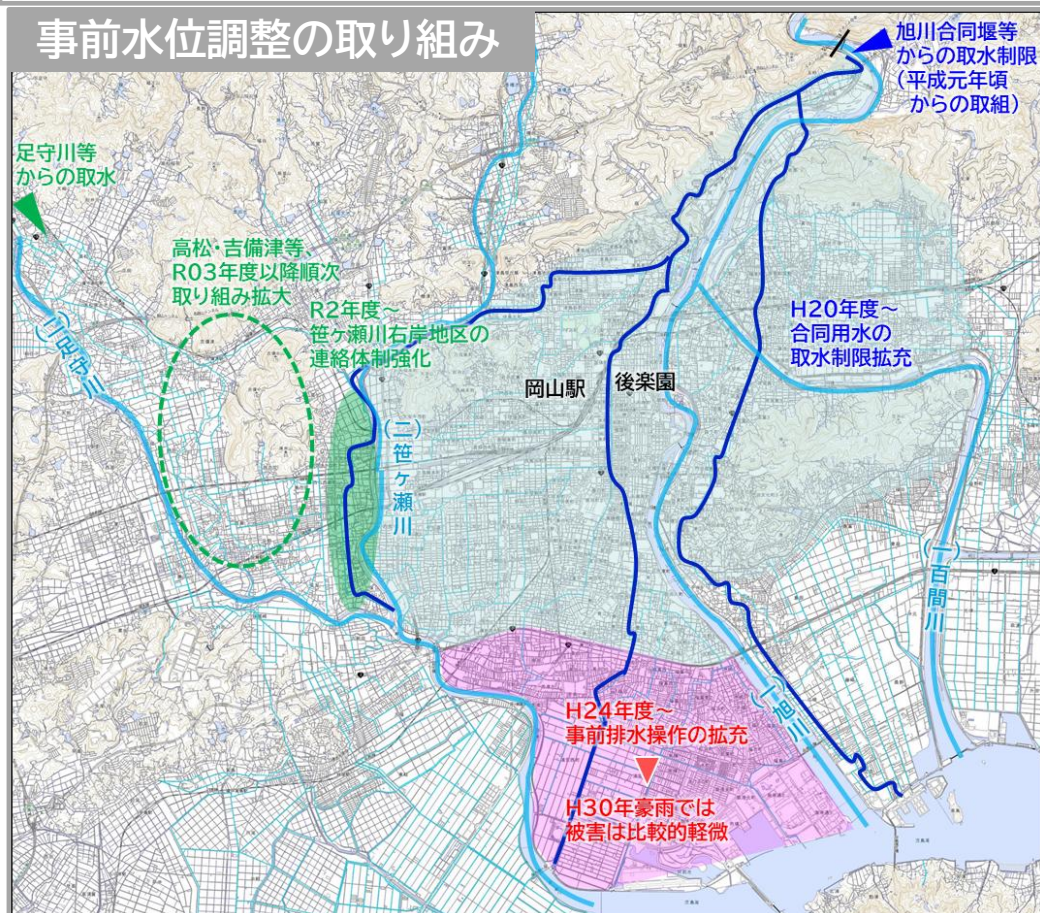 事前水位調整の取り組み
旭川合同堰等
からの取水制限
(平成元年頃
からの取組)
足守川等
からの取水
高松・吉備津等、
R03年度以降順次
取り組み拡大
R2年度～
笹ヶ瀬川右岸地区の
連絡体制強化
H20年度～
合同用水の
取水制限拡充
岡山駅
後楽園
(二)足守川
(二)笹ヶ瀬川
(一)百間川
(一)旭川
H24年度～
事前排水操作の拡充
H30年豪雨では
被害は比較的軽微